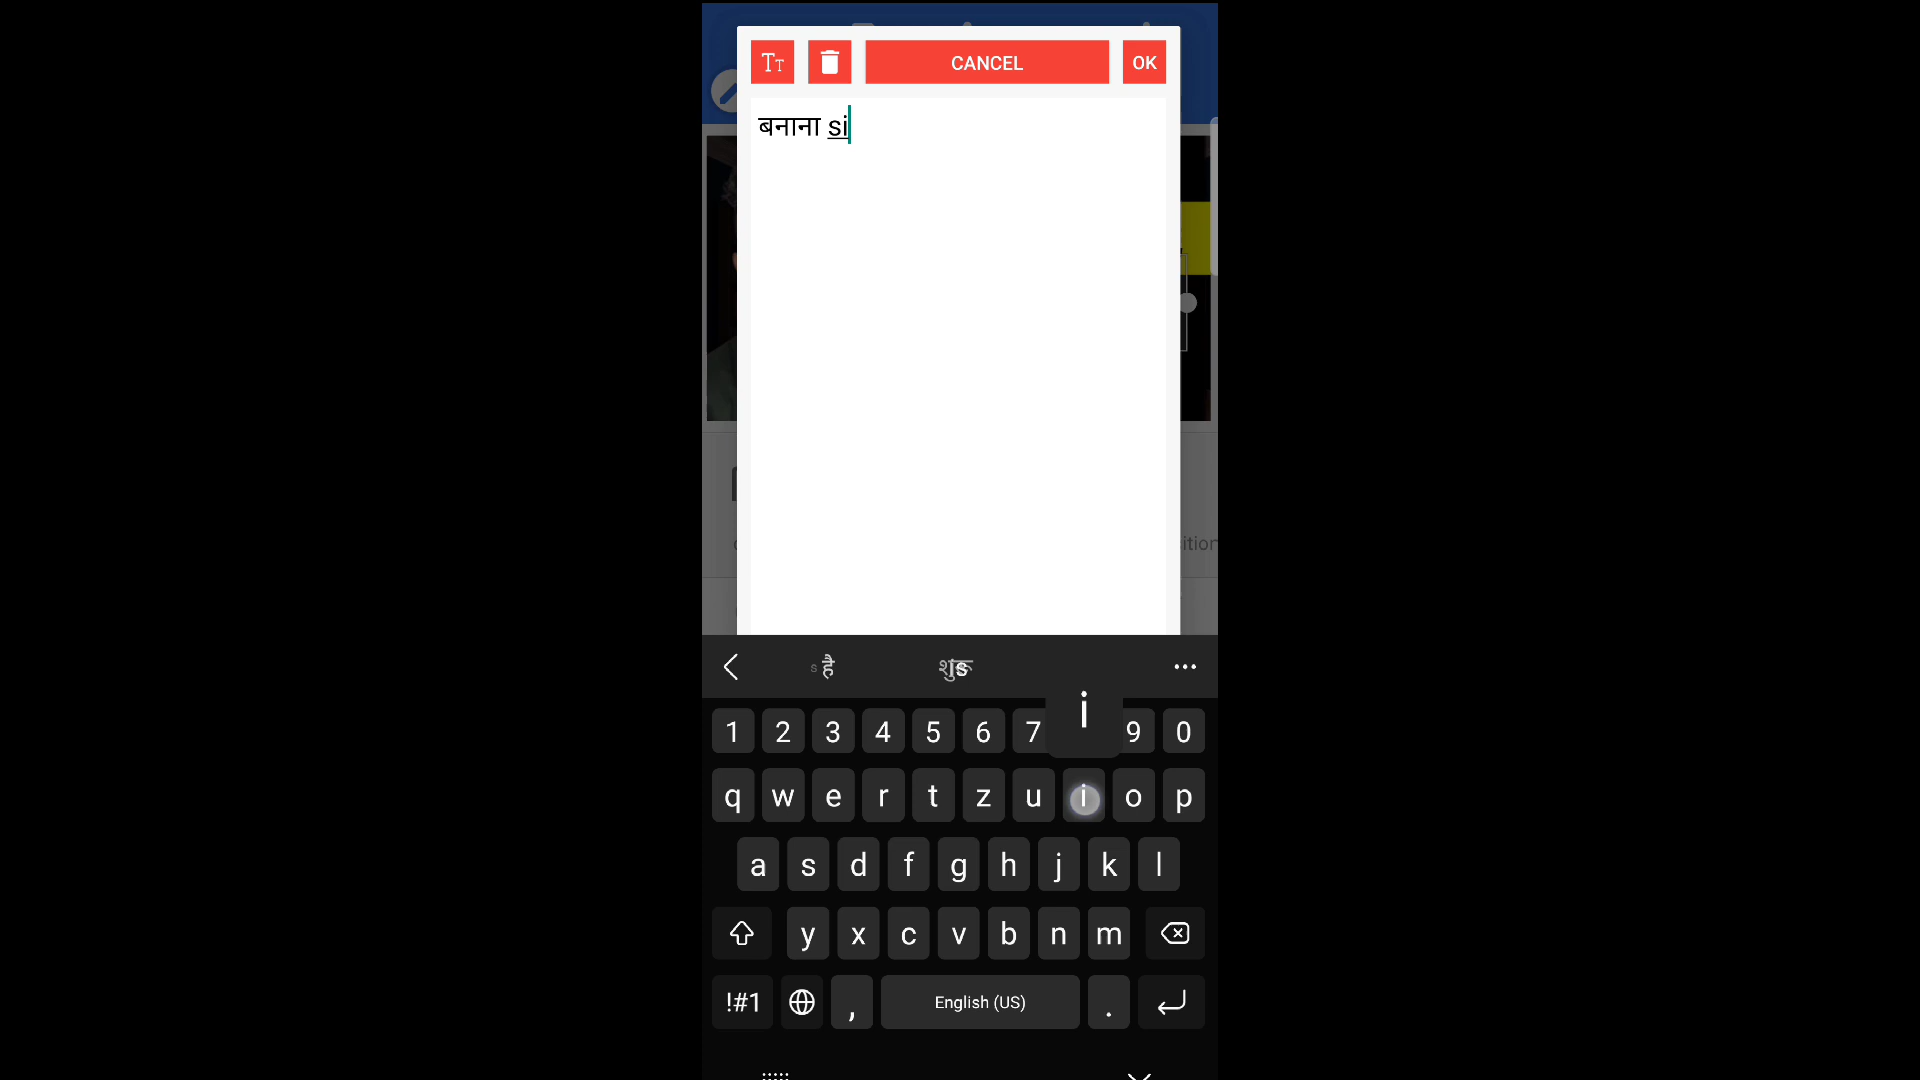 CANCEL
OK
बनाना si
है
1 2 3 4 5 6 7 9 0
i
q w e r t z u i o p
a s d f g h j k l
y x c v b n m
!#1 , English (US) .